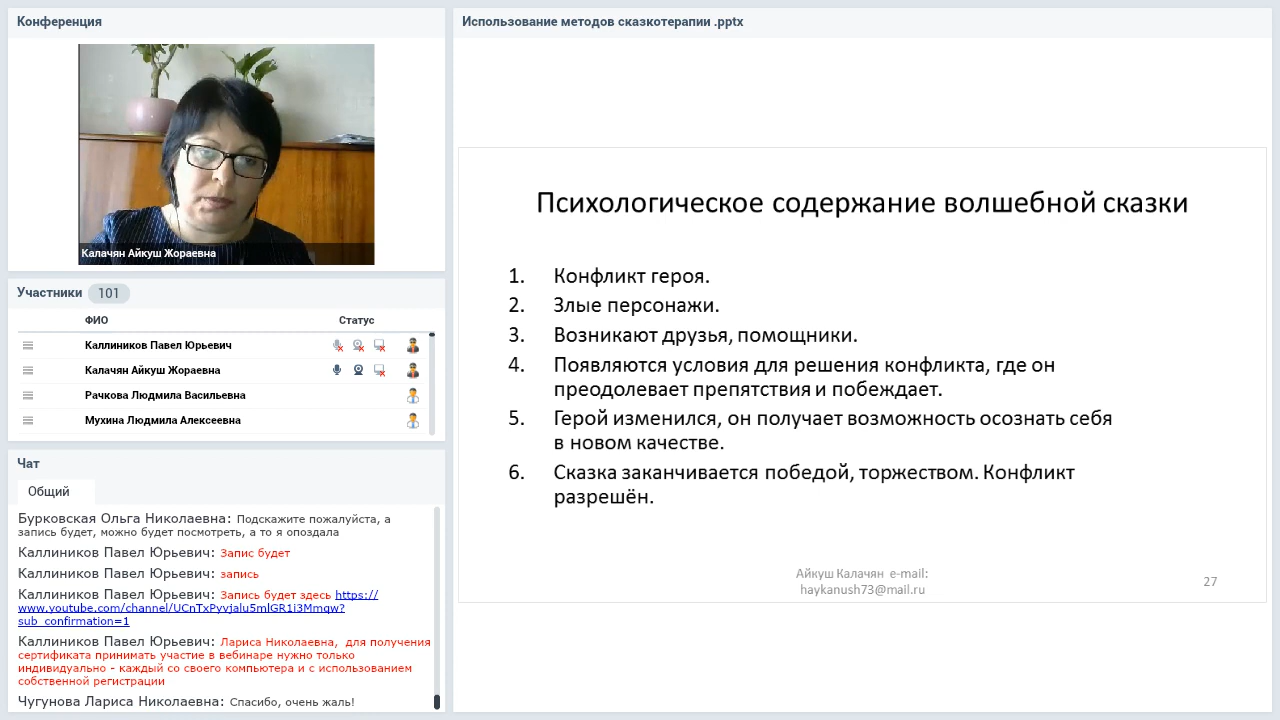 Конференция
Калачян Айкуш Жораевна
Участники 101
ФИО Статус
Каллиников Павел Юрьевич
Калачян Айкуш Жораевна
Рачкова Людмила Васильевна
Мухина Людмила Алексеевна
Чат
Общий
Бурковская Ольга Николаевна: Подскажите пожалуйста, а
запись будет, можно будет посмотреть, а то я опоздала
Каллиников Павел Юрьевич: Запис будет
Каллиников Павел Юрьевич: запись
Каллиников Павел Юрьевич: Запись будет здесь https://
www.youtube.com/channel/UCnTxPyvjalu5mlGR1i3Mmqw?
sub_confirmation=1
Каллиников Павел Юрьевич: Лариса Николаевна, для получения
сертификата принимать участие в вебинаре нужно только
индивидуально - каждый со своего компьютера и с использованием
собственной регистрации
Чугунова Лариса Николаевна: Спасибо, очень жаль!
Использование методов сказкотерапии .pptx
Психологическое содержание волшебной сказки
1. Конфликт героя.
2. Злые персонажи.
3. Возникают друзья, помощники.
4. Появляются условия для решения конфликта, где он
преодолевает препятствия и побеждает.
5. Герой изменился, он получает возможность осознать себя
в новом качестве.
6. Сказка заканчивается победой, торжеством. Конфликт
разрешён.
Айкуш Калачян e-mail:
haykanush73@mail.ru
27